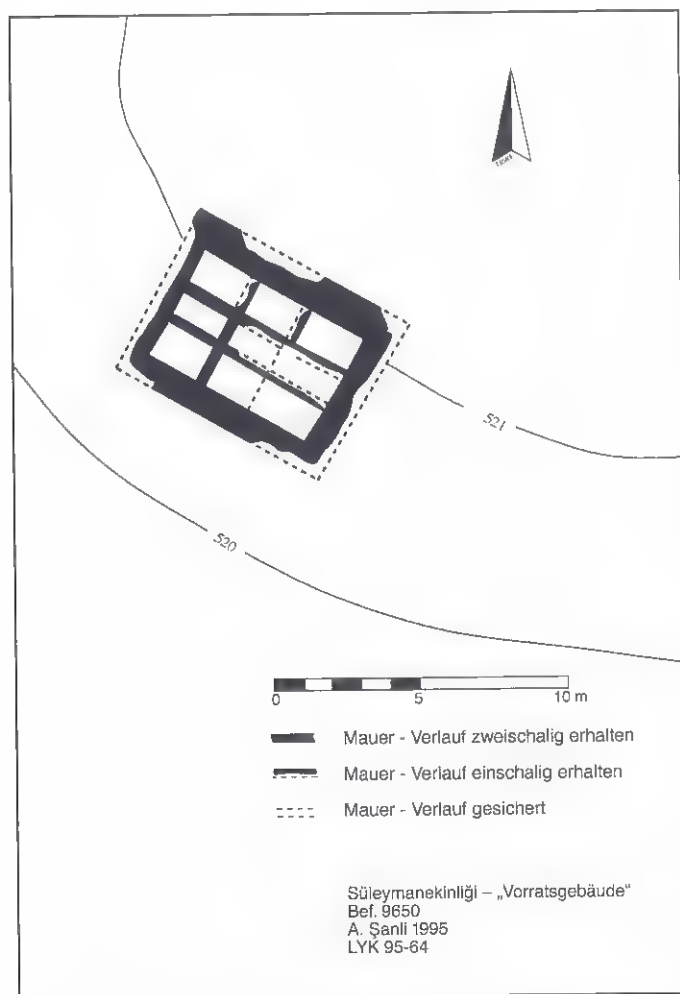 521
520
0 5 10 m
Mauer - Verlauf zweischalig erhalten
Mauer - Verlauf einschalig erhalten
Mauer - Verlauf gesichert
Süleymanekinliği – „Vorratsgebäude“
Bef. 9650
A. Şanli 1995
LYK 95-64